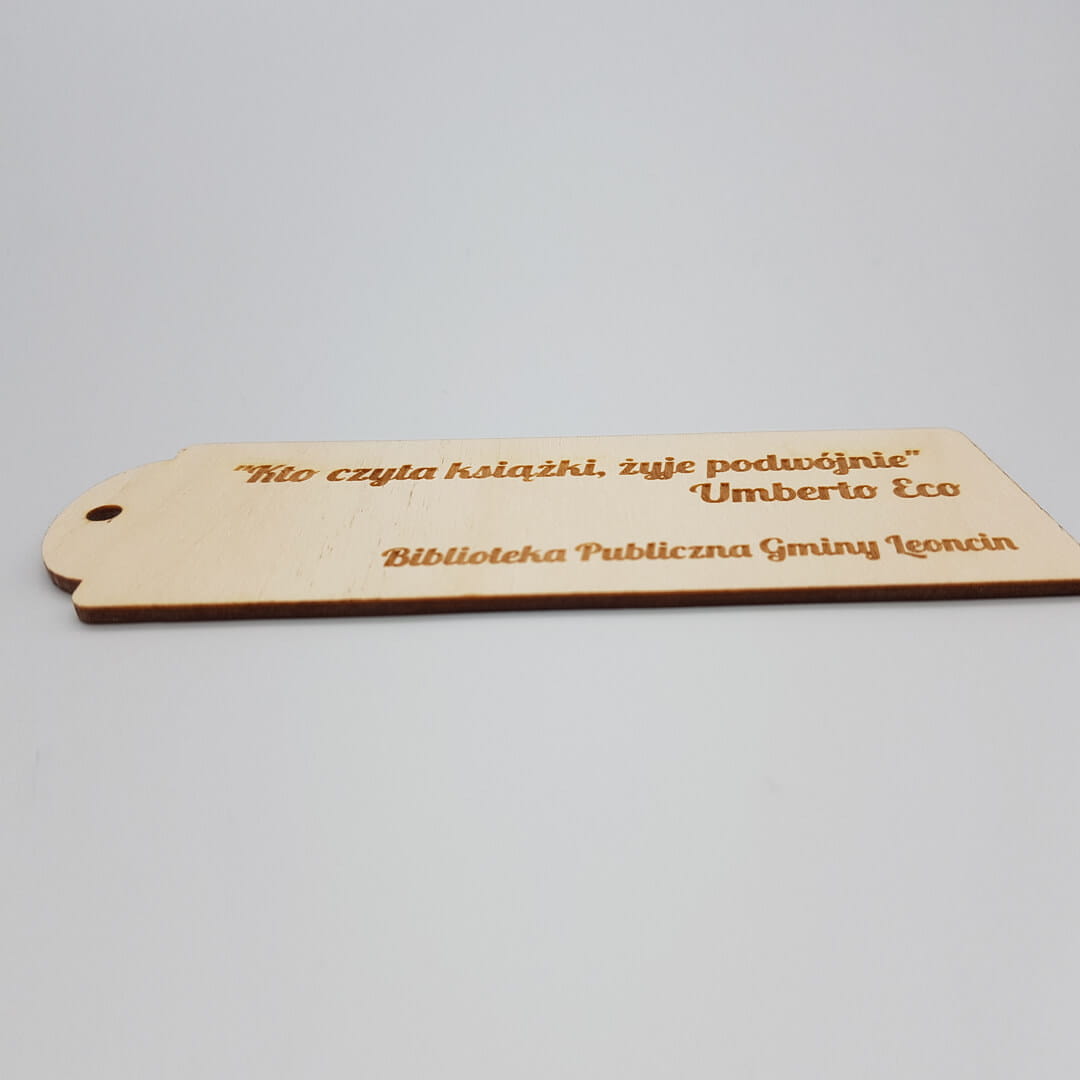 "Kto czyta książki, żyje podwójnie"
Umberto Eco
Biblioteka Publiczna Gminy Leoncin